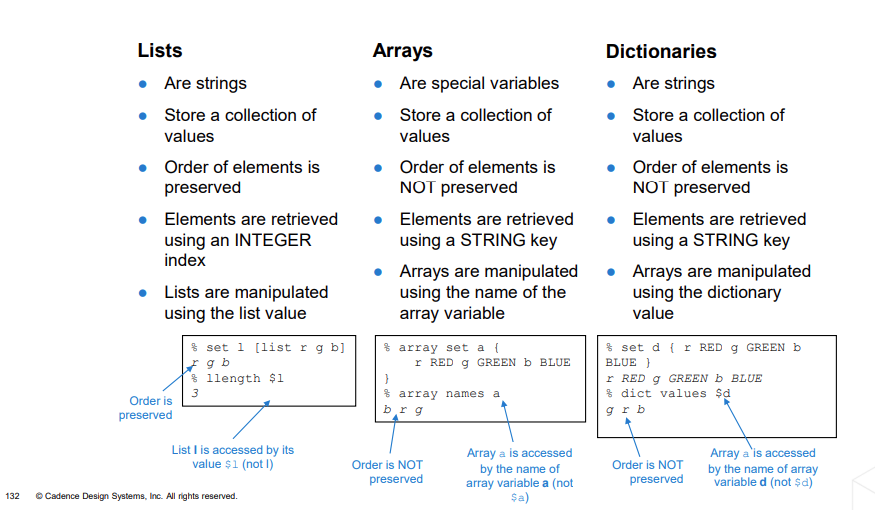 Lists
Are strings
Store a collection of
values
Order of elements is
preserved
Elements are retrieved
using an INTEGER
index
Lists are manipulated
using the list value
% set l [list r g b]
r g b
% llength $l
3
Order is
preserved
List l is accessed by its
value $l (not l)
Arrays
Are special variables
Store a collection of
values
Order of elements is
NOT preserved
Elements are retrieved
using a STRING key
Arrays are manipulated
using the name of the
array variable
% array set a {
r RED g GREEN b BLUE
}
% array names a
b r g
Order is NOT
preserved
Array a is accessed
by the name of
array variable a (not
$a)
Dictionaries
Are strings
Store a collection of
values
Order of elements is
NOT preserved
Elements are retrieved
using a STRING key
Arrays are manipulated
using the dictionary
value
% set d { r RED g GREEN b
BLUE }
r RED g GREEN b BLUE
% dict values $d
g r b
Order is NOT
preserved
Array a is accessed
by the name of array
variable d (not $d)
132 © Cadence Design Systems, Inc. All rights reserved.